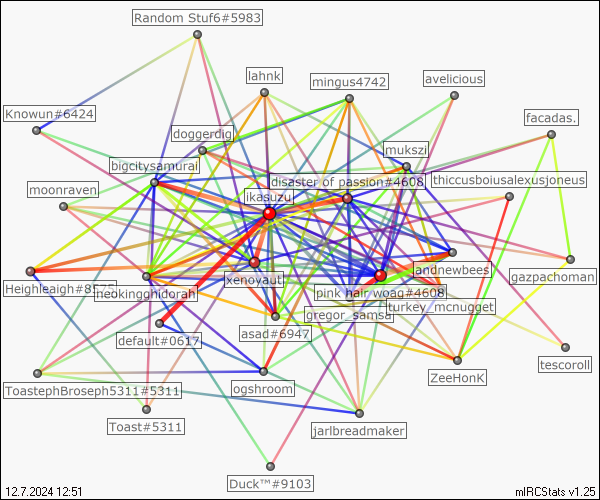 Random Stuf6#5983
lahnk
mingus4742
avelicious
Knowun#6424
facadas.
doggerdig
mukszi
bigcitysamurai
disaster of passion#4608
thiccusboiusalexusjoneus
moonraven
ikasuzu
landnewbees
gazpachoman
xenovaut
Heighleaigh#8575
neokingghidorah
pink hair woag#4608
turkey_mcnugget
gregor_samsa
default#0617
asad#6947
tescoroll
ZeeHonK
ToastephBroseph5311#5311
ogshroom
Toast#5311
jarlbreadmaker
Duck™#9103
12.7.2024 12:51
mIRCStats v1.25